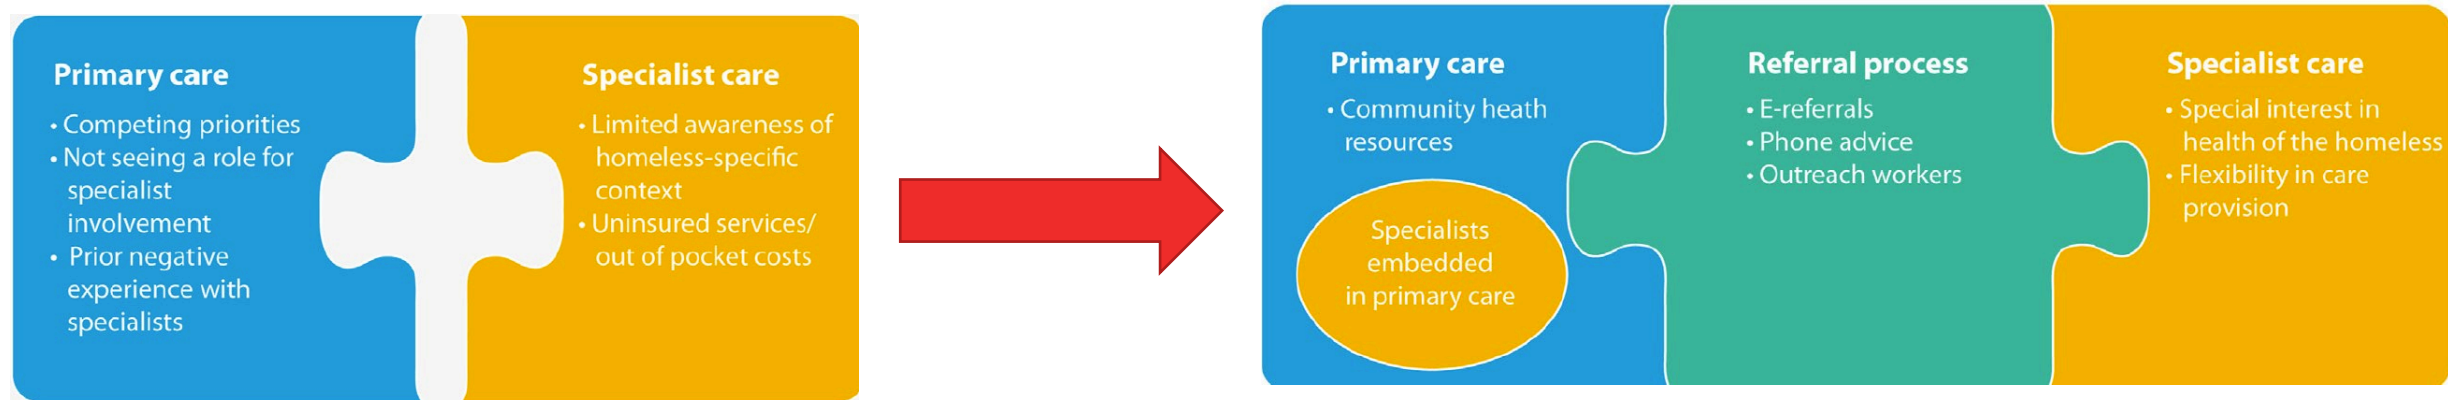 Primary care
• Competing priorities
• Not seeing a role for
specialist
involvement
• Prior negative
experience with
specialists
Specialist care
• Limited awareness of
homeless-specific
context
• Uninsured services/
out of pocket costs
Primary care
• Community heath
resources
Specialists
embedded
in primary care
Referral process
• E-referrals
• Phone advice
• Outreach workers
Specialist care
• Special interest in
health of the homeless
• Flexibility in care
provision